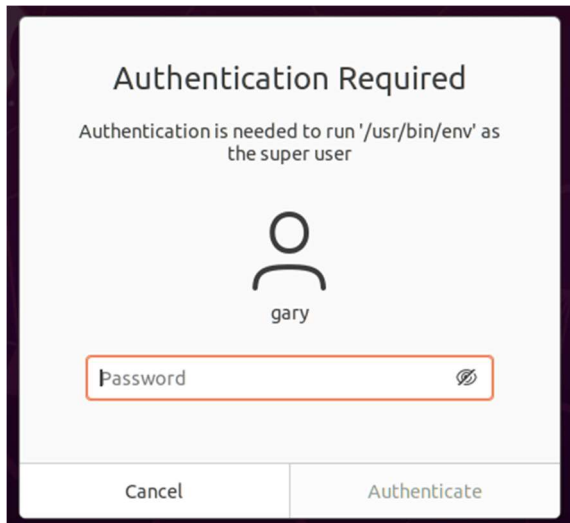 Authentication Required
Authentication is needed to run '/usr/bin/env' as
the super user
gary
Password
Cancel
Authenticate